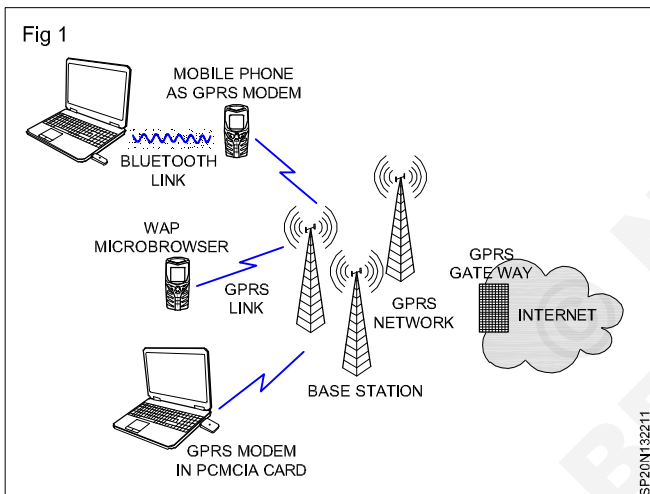 Fig 1
MOBILE PHONE
AS GPRS MODEM
BLUETOOTH
LINK
WAP
MICROBROWSER
GPRS
LINK
GPRS
NETWORK
GPRS
GATE WAY
INTERNET
BASE STATION
GPRS MODEM
IN PCMCIA CARD
SP20N132211